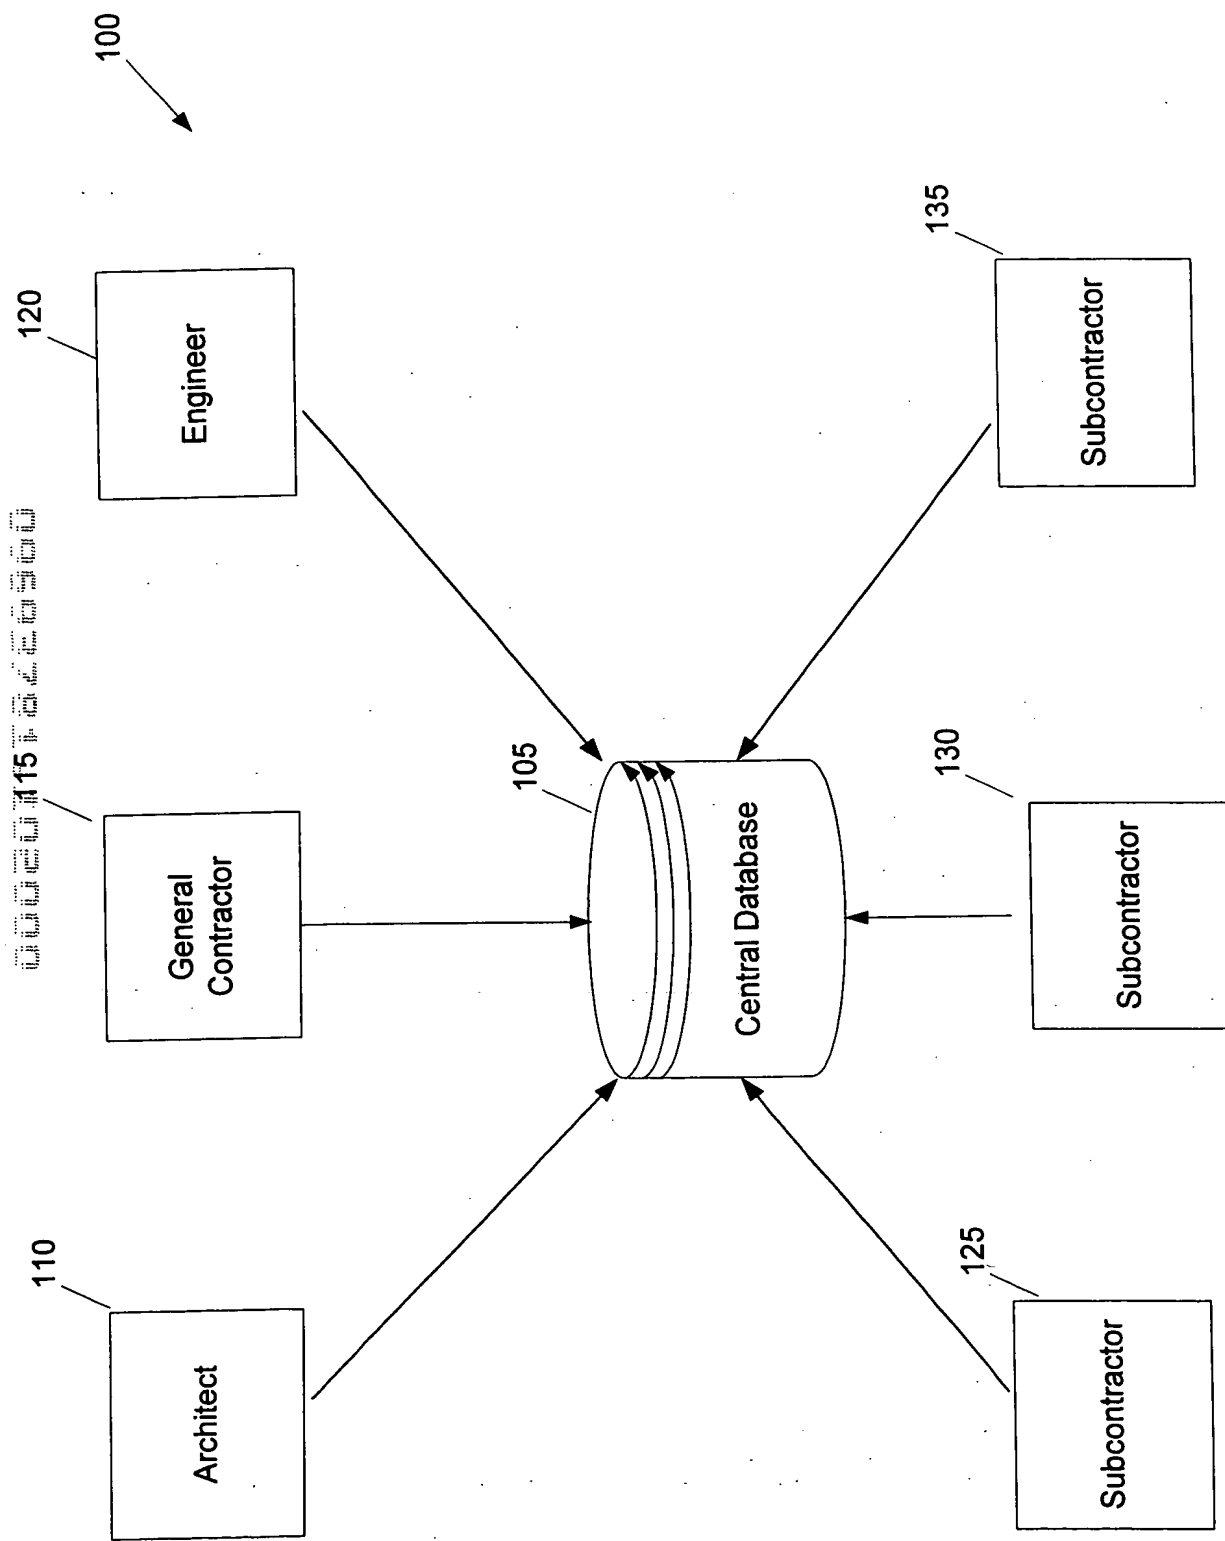 100
110
115
120
Architect
General
Contractor
Engineer
105
Central Database
125
130
135
Subcontractor
Subcontractor
Subcontractor